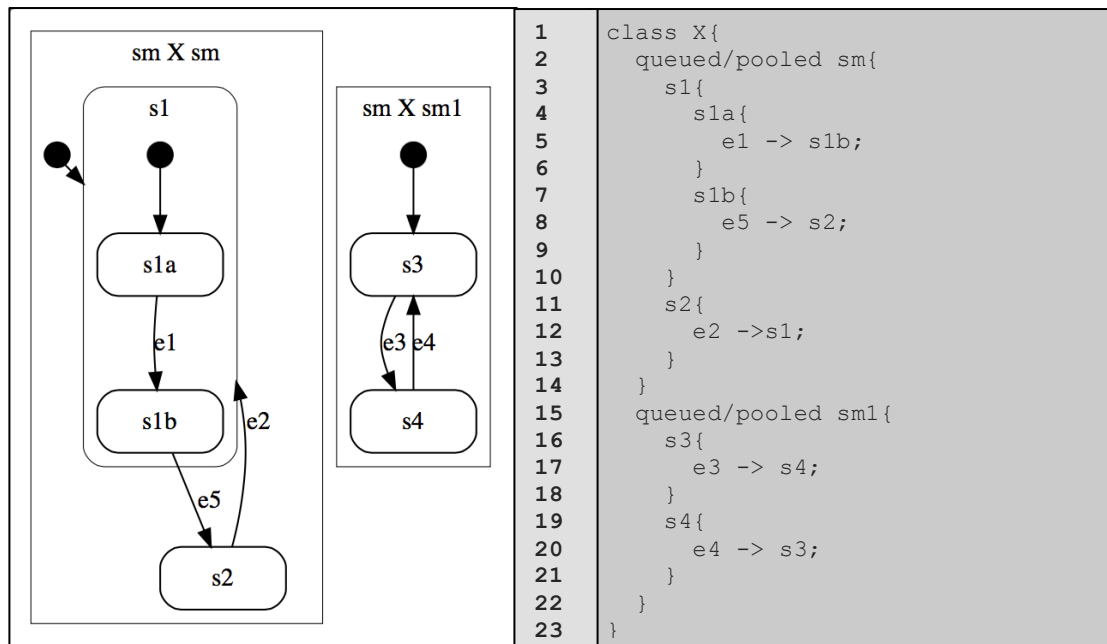 sm X sm
s1
s1a
e1
s1b
e2
e5
s2
sm X sm1
s3
e3 e4
s4
1 class X{
2 queued/pooled sm{
3 s1{
4 s1a{
5 e1 -> s1b;
6 }
7 s1b{
8 e5 -> s2;
9 }
10 }
11 s2{
12 e2 ->s1;
13 }
14 }
15 queued/pooled sm1{
16 s3{
17 e3 -> s4;
18 }
19 s4{
20 e4 -> s3;
21 }
22 }
23 }